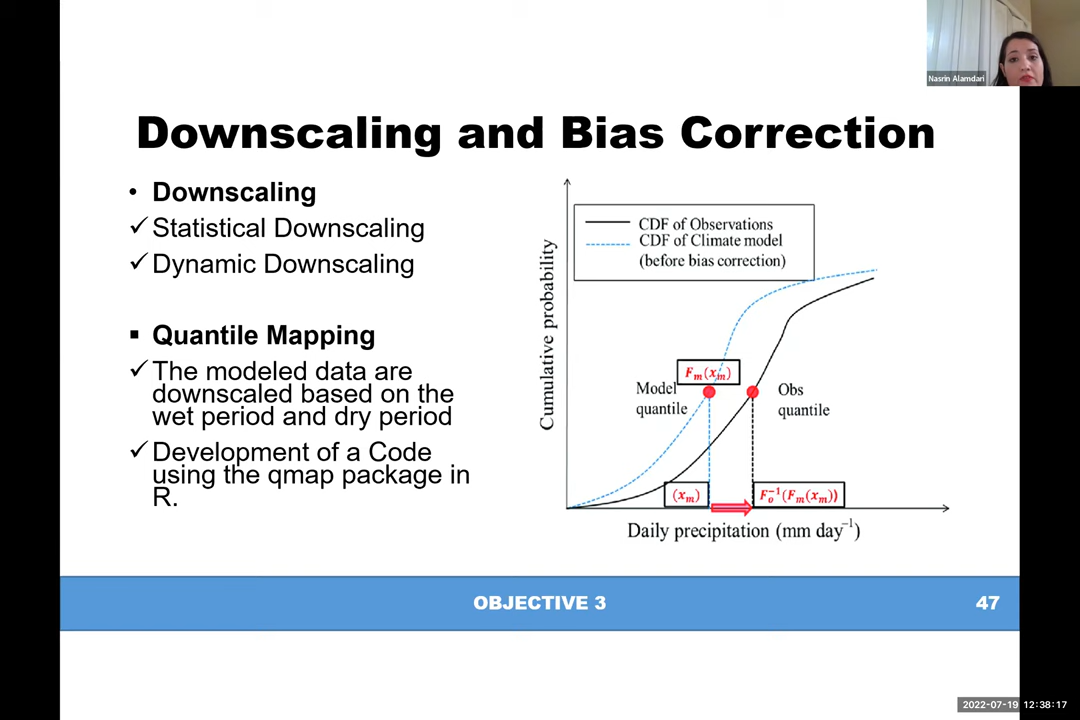 Nasrin Alamdari
Downscaling and Bias Correction
• Downscaling
✓ Statistical Downscaling
✓ Dynamic Downscaling
▪ Quantile Mapping
✓ The modeled data are
downscaled based on the
wet period and dry period
✓ Development of a Code
using the qmap package in
R.
Cumulative probability
CDF of Observations
CDF of Climate model
(before bias correction)
Fₘ(xₘ)
Model
quantile
Obs
quantile
(xₘ)
Fₒ⁻¹(Fₘ(xₘ))
Daily precipitation (mm day⁻¹)
OBJECTIVE 3
47
2022-07-19 12:38:17